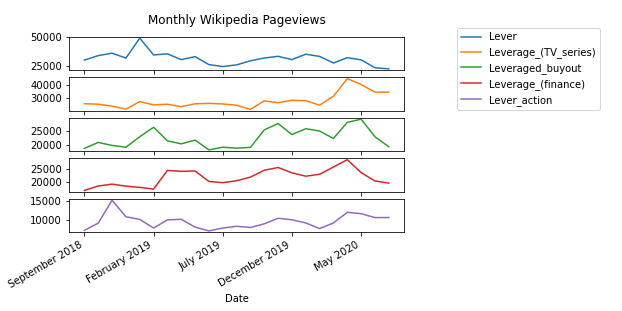 Monthly Wikipedia Pageviews
50000
25000
40000
30000
25000
20000
25000
20000
15000
10000
September 2018
February 2019
July 2019
December 2019
May 2020
Date
Lever
Leverage_(TV_series)
Leveraged_buyout
Leverage_(finance)
Lever_action